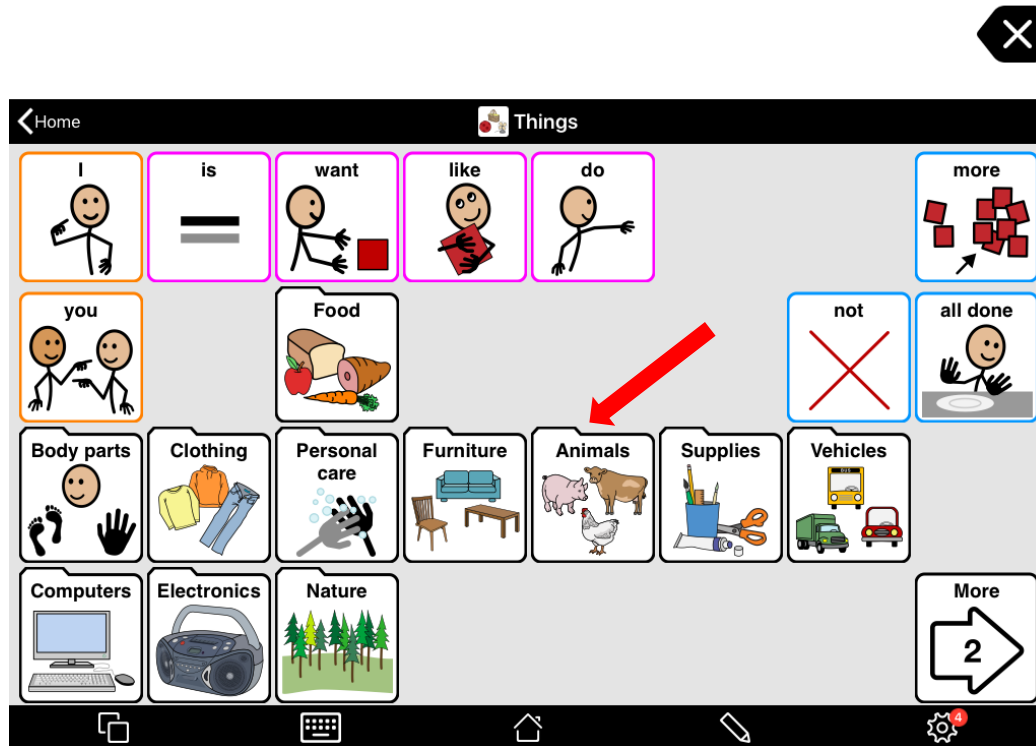 Home
Things
I
is
want
like
do
more
you
Food
not
all done
Body parts
Clothing
Personal
care
Furniture
Animals
Supplies
Vehicles
BUS
Computers
Electronics
Nature
More
2
4